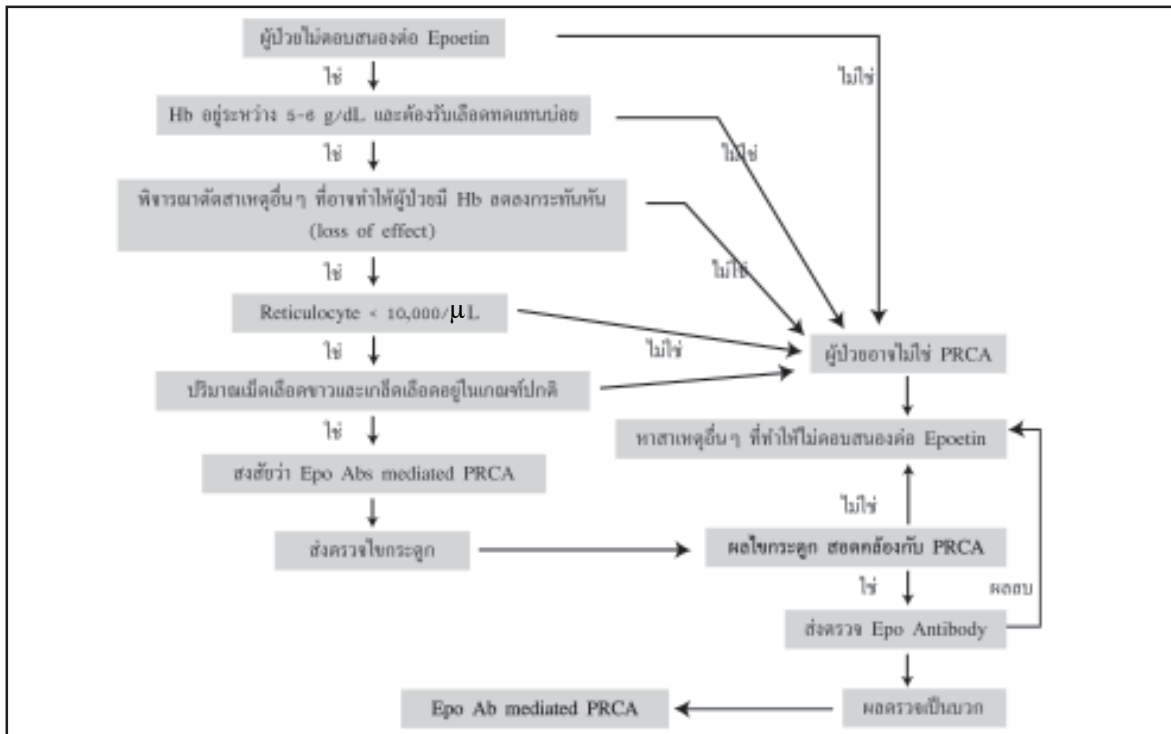 ผู้ป่วยไม่ตอบสนองต่อ Epoetin
ไม่ใช่
ใช่
Hb อยู่ระหว่าง 5-6 g/dL และต้องรับเลือดทดแทนบ่อย
ไม่ใช่
ใช่
พิจารณาตัดสาเหตุอื่นๆ ที่อาจทำให้ผู้ป่วยมี Hb ลดลงกระทันหัน
(loss of effect)
ไม่ใช่
ใช่
Reticulocyte < 10,000/μL
ไม่ใช่
ผู้ป่วยอาจไม่ใช่ PRCA
ใช่
ปริมาณเม็ดเลือดขาวและเกล็ดเลือดอยู่ในเกณฑ์ปกติ
ใช่
หาสาเหตุอื่นๆ ที่ทำให้ไม่ตอบสนองต่อ Epoetin
สงสัยว่า Epo Abs mediated PRCA
ไม่ใช่
ส่งตรวจไขกระดูก
ผลไขกระดูก สอดคล้องกับ PRCA
ใช่
ผลลบ
ส่งตรวจ Epo Antibody
Epo Ab mediated PRCA
ผลตรวจเป็นบวก